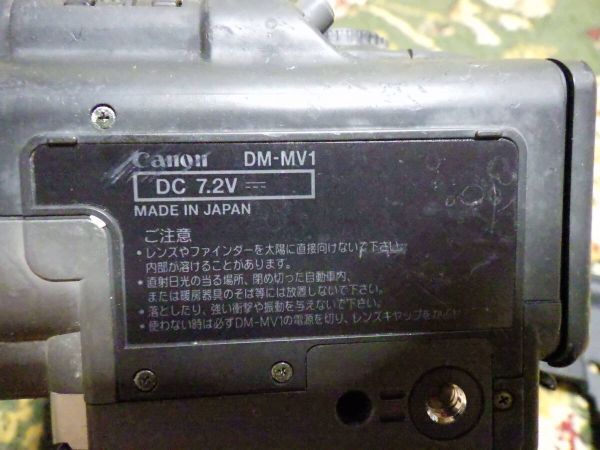 Canon DM-MV1
DC 7.2V
MADE IN JAPAN
ご注意
・レンズやファインダーを太陽に直接向けないで下さい。
内部が溶けることがあります。
・直射日光の当る場所、閉め切った自動車内、
または暖房器具のそば等には放置しないで下さい。
・落としたり、強い衝撃や振動を与えないで下さい。
・使わない時は必ずDM-MV1の電源を切り、レンズキャップを